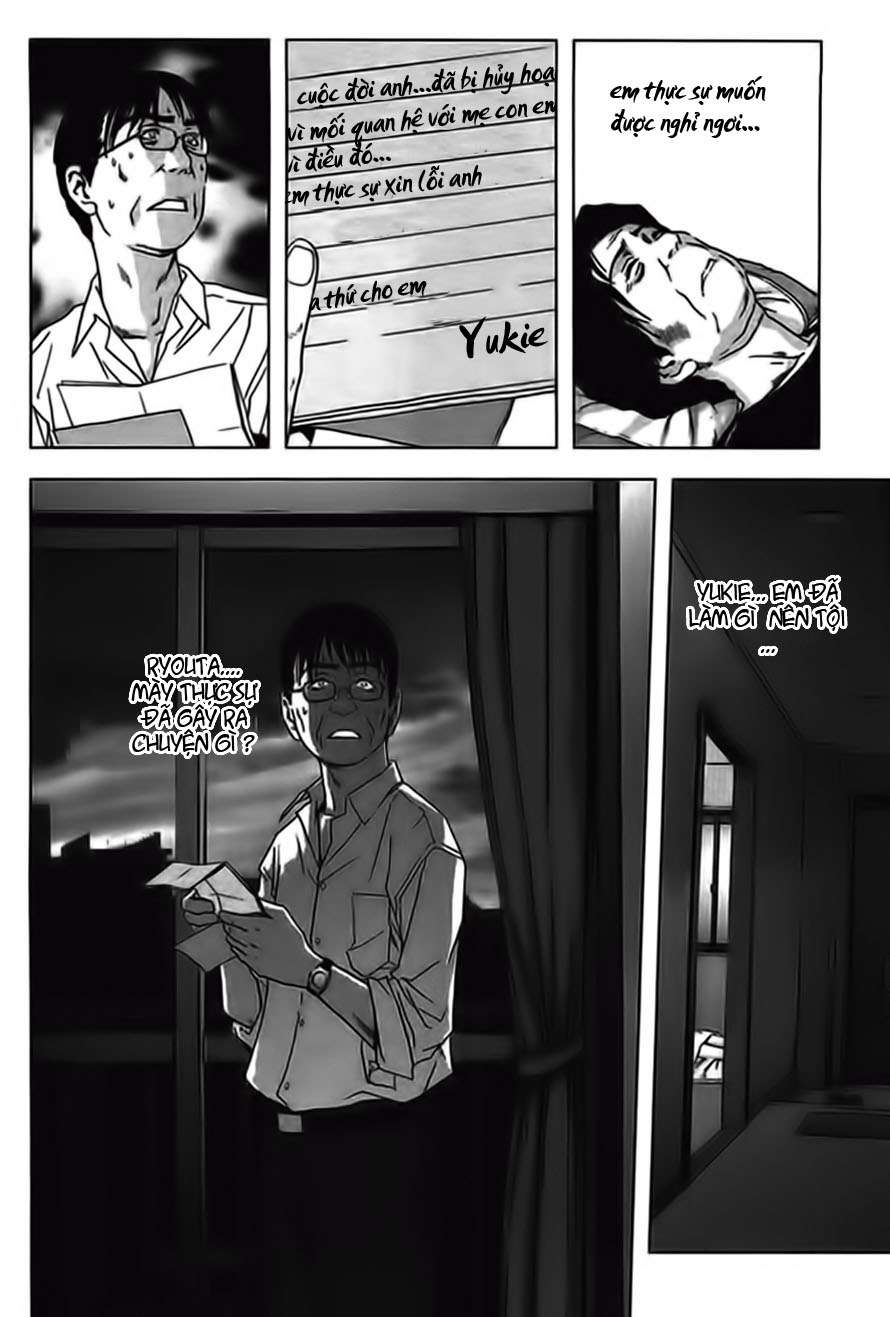 cuộc đời anh...đã bị hủy hoạ
vì mối quan hệ với mẹ con em
vì điều đó...
em thực sự xin lỗi anh
a thứ cho em
Yukie
em thực sự muốn
được nghỉ ngơi...
RYOUTA....
MÀY THỰC SỰ
ĐÃ GÂY RA
CHUYỆN GÌ ?
YUKIE... EM ĐÃ
LÀM GÌ NÊN TỘI
...